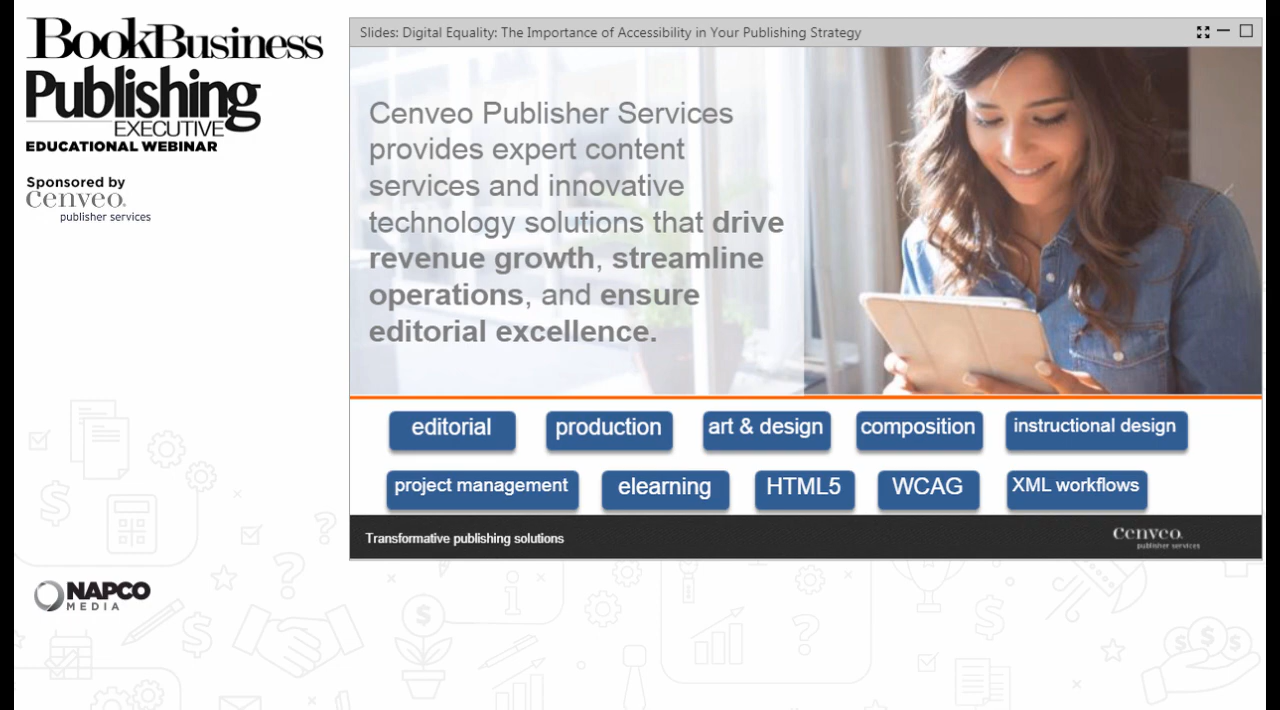 BookBusiness
Publishing
EXECUTIVE
EDUCATIONAL WEBINAR
Sponsored by
cenveo.
publisher services
Slides: Digital Equality: The Importance of Accessibility in Your Publishing Strategy
Cenveo Publisher Services
provides expert content
services and innovative
technology solutions that drive
revenue growth, streamline
operations, and ensure
editorial excellence.
editorial
production
art & design
composition
instructional design
project management
elearning
HTML5
WCAG
XML workflows
Transformative publishing solutions
cenveo.
publisher services
NAPCO
MEDIA